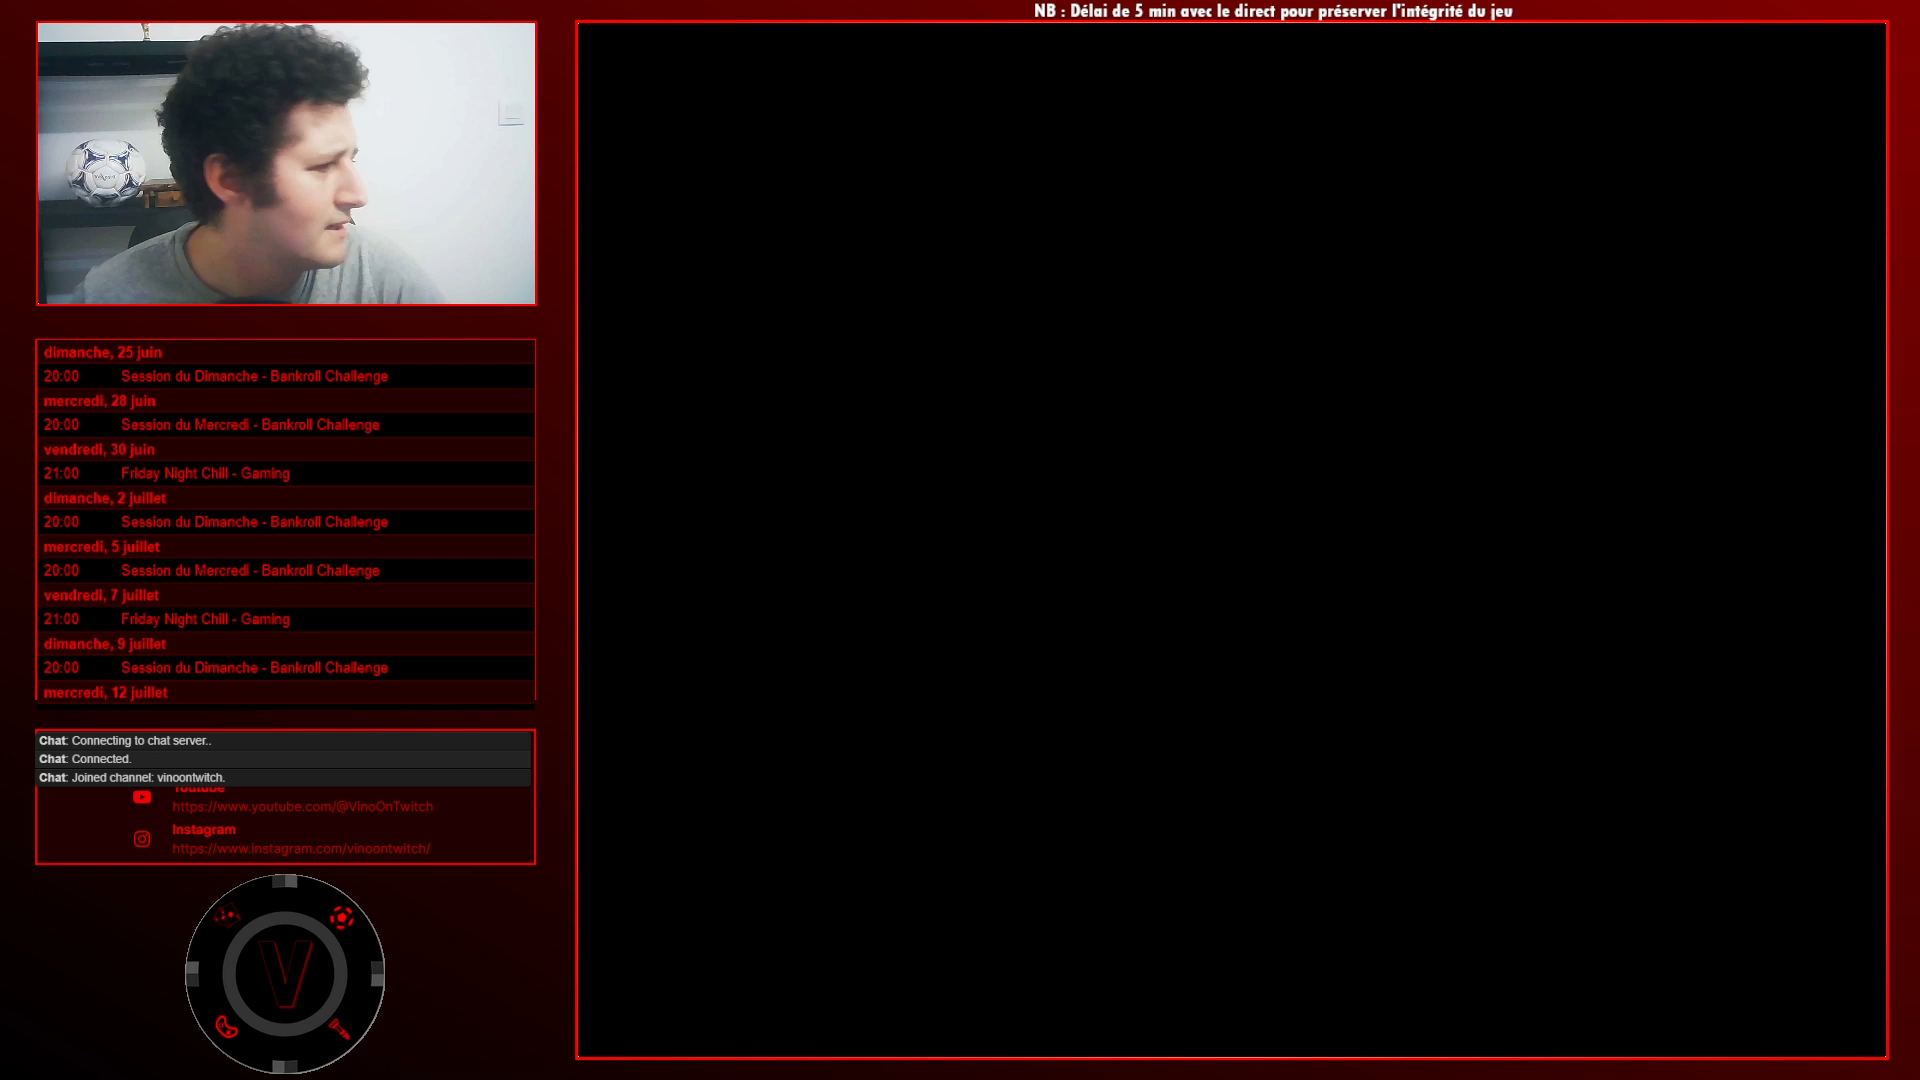 NB : Délai de 5 min avec le direct pour préserver l'intégrité du jeu
dimanche, 25 juin
20:00 Session du Dimanche - Bankroll Challenge
mercredi, 28 juin
20:00 Session du Mercredi - Bankroll Challenge
vendredi, 30 juin
21:00 Friday Night Chill - Gaming
dimanche, 2 juillet
20:00 Session du Dimanche - Bankroll Challenge
mercredi, 5 juillet
20:00 Session du Mercredi - Bankroll Challenge
vendredi, 7 juillet
21:00 Friday Night Chill - Gaming
dimanche, 9 juillet
20:00 Session du Dimanche - Bankroll Challenge
mercredi, 12 juillet
Chat: Connecting to chat server..
Chat: Connected.
Chat: Joined channel: vinoontwitch.
Youtube
https://www.youtube.com/@VinoOnTwitch
Instagram
https://www.instagram.com/vinoontwitch/
V